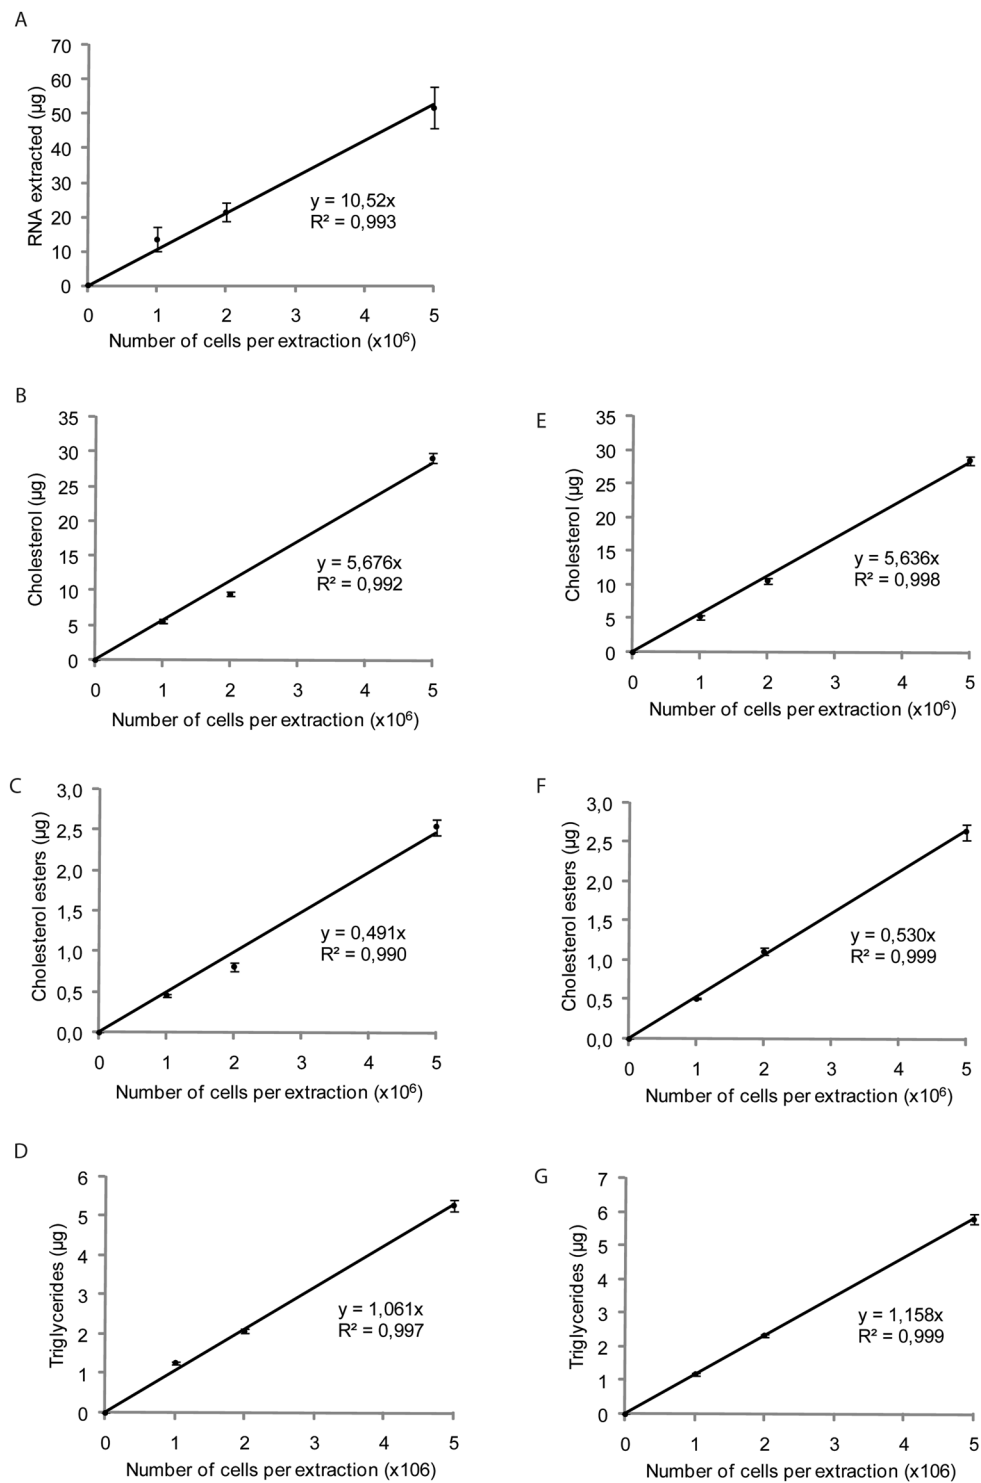 A
70
60
50
40
30
20
10
0
RNA extracted (µg)
y = 10,52x
R² = 0,993
0 1 2 3 4 5
Number of cells per extraction (x10⁶)
B
35
30
25
20
15
10
5
0
Cholesterol (µg)
y = 5,676x
R² = 0,992
0 1 2 3 4 5
Number of cells per extraction (x10⁶)
E
35
30
25
20
15
10
5
0
Cholesterol (µg)
y = 5,636x
R² = 0,998
0 1 2 3 4 5
Number of cells per extraction (x10⁶)
C
3,0
2,5
2,0
1,5
1,0
0,5
0,0
Cholesterol esters (µg)
y = 0,491x
R² = 0,990
0 1 2 3 4 5
Number of cells per extraction (x10⁶)
F
3,0
2,5
2,0
1,5
1,0
0,5
0,0
Cholesterol esters (µg)
y = 0,530x
R² = 0,999
0 1 2 3 4 5
Number of cells per extraction (x10⁶)
D
6
5
4
3
2
1
0
Triglycerides (µg)
y = 1,061x
R² = 0,997
0 1 2 3 4 5
Number of cells per extraction (x106)
G
7
6
5
4
3
2
1
0
Triglycerides (µg)
y = 1,158x
R² = 0,999
0 1 2 3 4 5
Number of cells per extraction (x106)